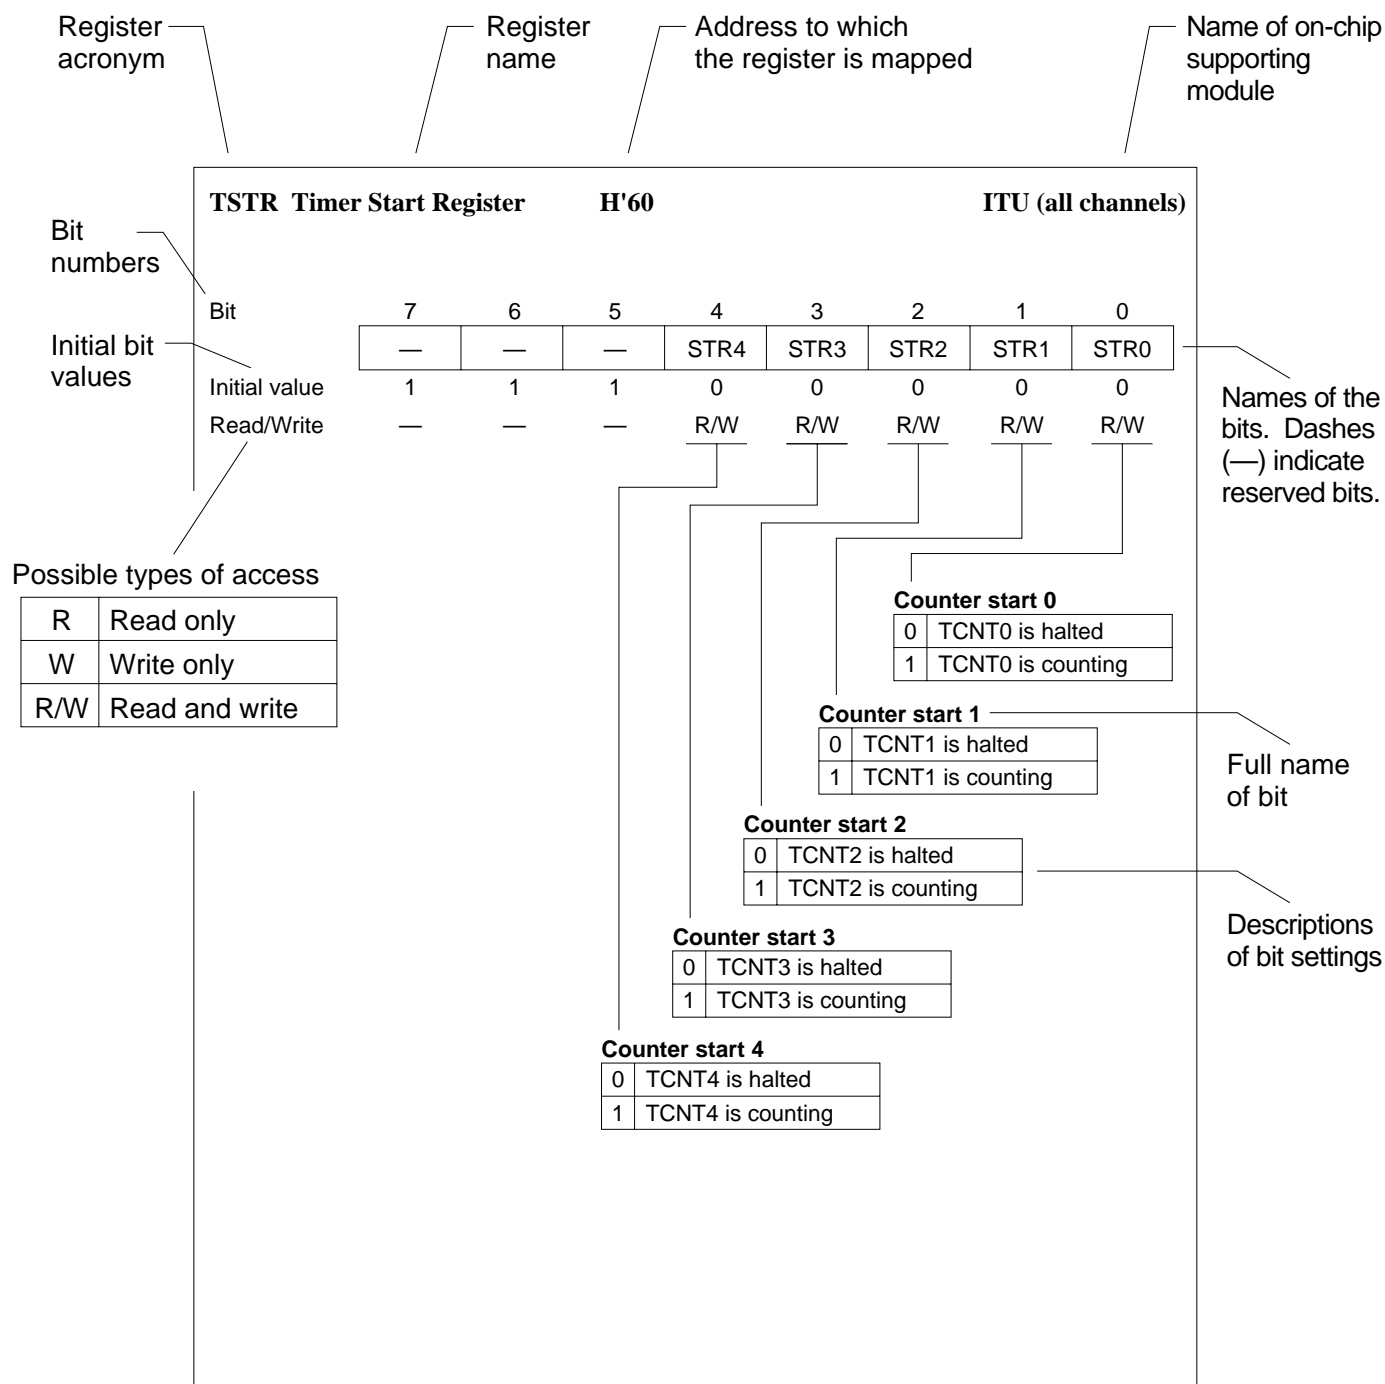 Register
acronym
Register
name
Address to which
the register is mapped
Name of on-chip
supporting
module
TSTR Timer Start Register H'60 ITU (all channels)
Bit
numbers
Bit 7 6 5 4 3 2 1 0
Initial bit
values
— — — STR4 STR3 STR2 STR1 STR0
Initial value 1 1 1 0 0 0 0 0
Read/Write — — — R/W R/W R/W R/W R/W
Names of the
bits. Dashes
(—) indicate
reserved bits.
Possible types of access
R Read only
W Write only
R/W Read and write
Counter start 0
0 TCNT0 is halted
1 TCNT0 is counting
Counter start 1
0 TCNT1 is halted
1 TCNT1 is counting
Full name
of bit
Counter start 2
0 TCNT2 is halted
1 TCNT2 is counting
Descriptions
of bit settings
Counter start 3
0 TCNT3 is halted
1 TCNT3 is counting
Counter start 4
0 TCNT4 is halted
1 TCNT4 is counting